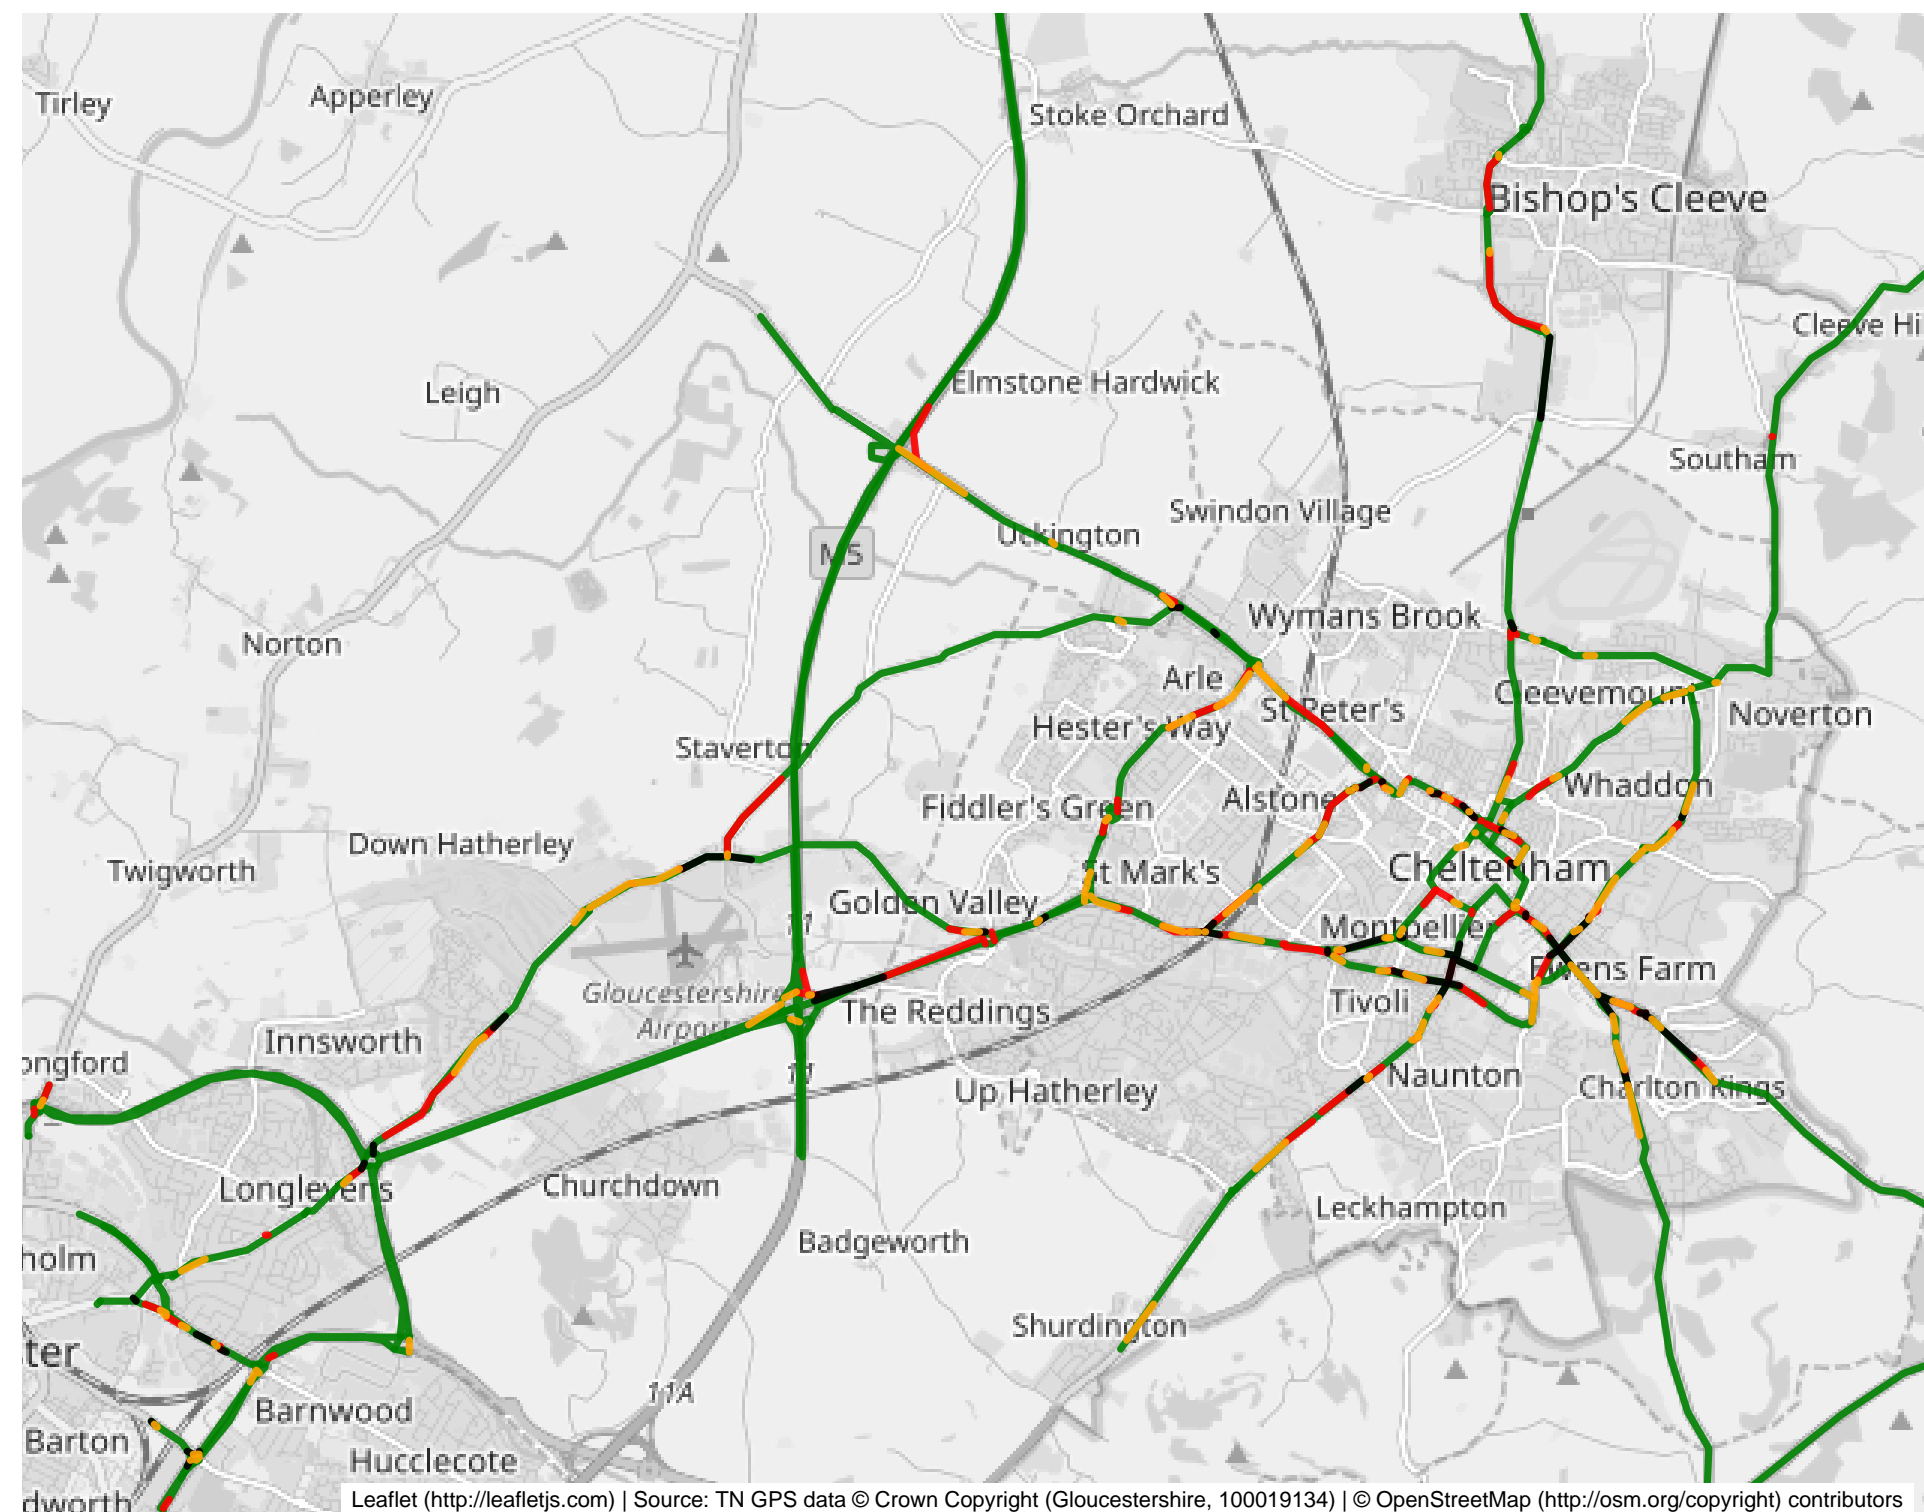 Tirley
Apperley
Stoke Orchard
Bishop's Cleeve
Cleeve Hi
Elmstone Hardwick
Leigh
Southam
Swindon Village
Uckington
M5
Wymans Brook
Norton
Arle
Cleevemount
St Peter's
Noverton
Hester's Way
Staverton
Whaddon
Alstone
Fiddler's Green
Down Hatherley
Cheltenham
Twigworth
St Mark's
Golden Valley
11
Montpellier
Ewens Farm
Gloucestershire
Airport
The Reddings
Tivoli
Innsworth
ongford
11
Naunton
Up Hatherley
Charlton Kings
Longlevens
Churchdown
Leckhampton
Badgeworth
holm
Shurdington
ter
11A
Barnwood
Barton
Hucclecote
dworth
Leaflet (http://leafletjs.com) | Source: TN GPS data © Crown Copyright (Gloucestershire, 100019134) | © OpenStreetMap (http://osm.org/copyright) contributors